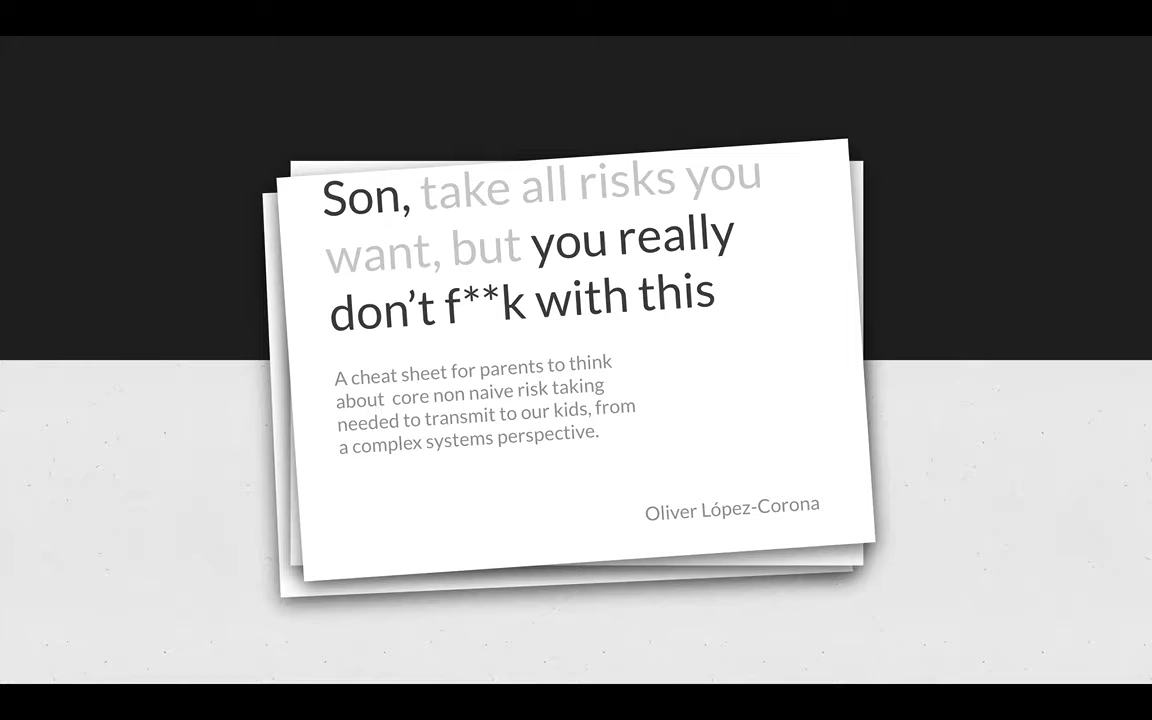 Son, take all risks you
want, but you really
don’t f**k with this
A cheat sheet for parents to think
about core non naive risk taking
needed to transmit to our kids, from
a complex systems perspective.
Oliver López-Corona